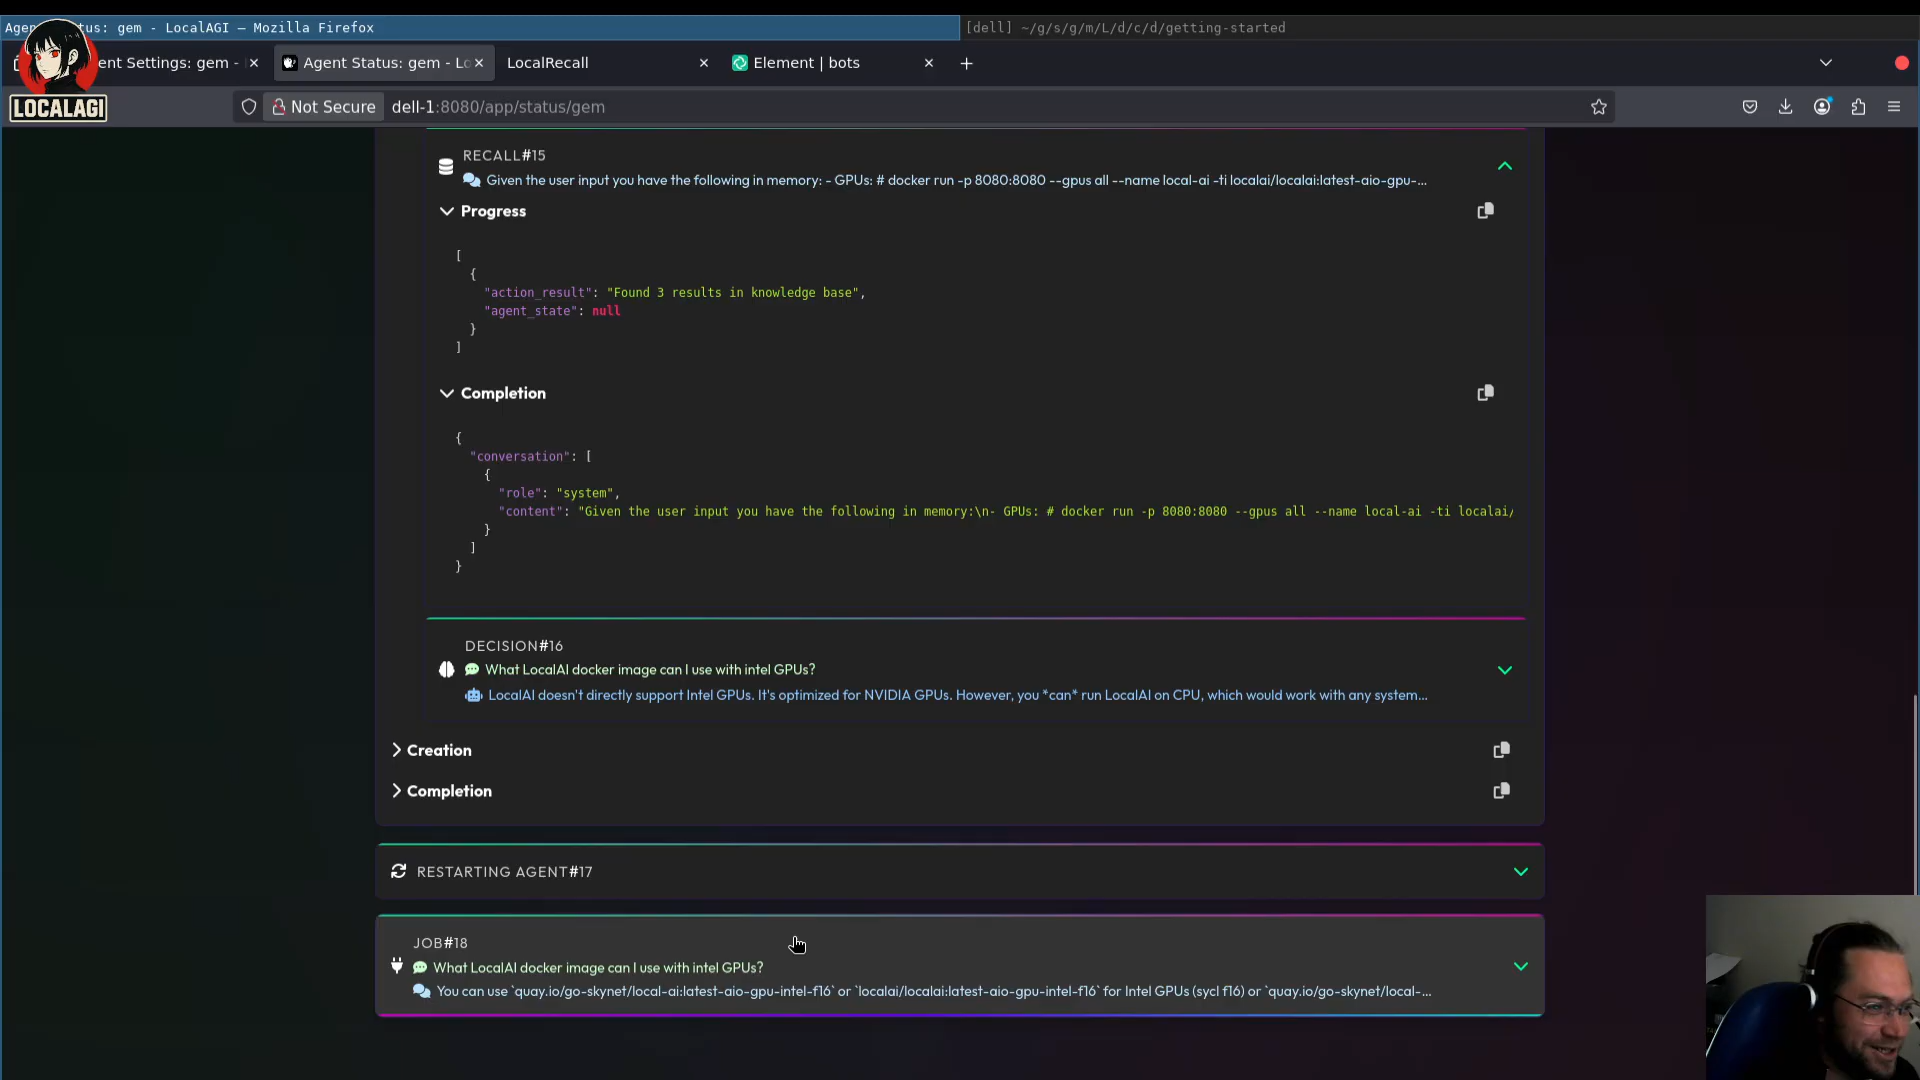 Agent Status: gem - LocalAGI — Mozilla Firefox
[dell] ~/g/s/g/m/L/d/c/d/getting-started
ent Settings: gem -
Agent Status: gem - Lo
LocalRecall
Element | bots
LOCALAGI
Not Secure
dell-1:8080/app/status/gem
RECALL#15
Given the user input you have the following in memory: - GPUs: # docker run -p 8080:8080 --gpus all --name local-ai -ti localai/localai:latest-aio-gpu-...
Progress
[
{
"action_result": "Found 3 results in knowledge base",
"agent_state": null
}
]
Completion
{
"conversation": [
{
"role": "system",
"content": "Given the user input you have the following in memory:\n- GPUs: # docker run -p 8080:8080 --gpus all --name local-ai -ti localai/
}
]
}
DECISION#16
What LocalAI docker image can I use with intel GPUs?
LocalAI doesn't directly support Intel GPUs. It's optimized for NVIDIA GPUs. However, you *can* run LocalAI on CPU, which would work with any system...
Creation
Completion
RESTARTING AGENT#17
JOB#18
What LocalAI docker image can I use with intel GPUs?
You can use `quay.io/go-skynet/local-ai:latest-aio-gpu-intel-f16` or `localai/localai:latest-aio-gpu-intel-f16` for Intel GPUs (sycl f16) or `quay.io/go-skynet/local-...